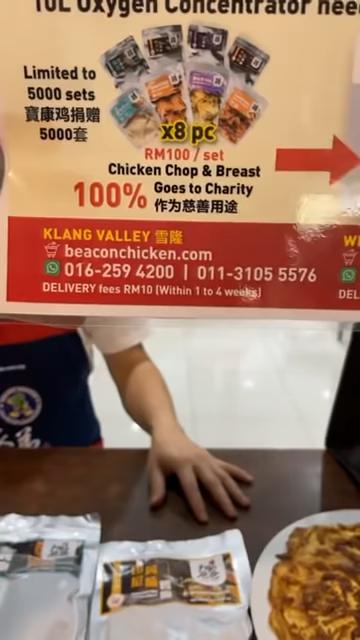 10L Oxygen Concentrator
Limited to
5000 sets
寶康鸡捐赠
5000套
x8 pc
RM100 / set
Chicken Chop & Breast
100% Goes to Charity
作为慈善用途
KLANG VALLEY 雪隆
beaconchicken.com
016-259 4200 | 011-3105 5576
DELIVERY fees RM10 (Within 1 to 4 weeks)